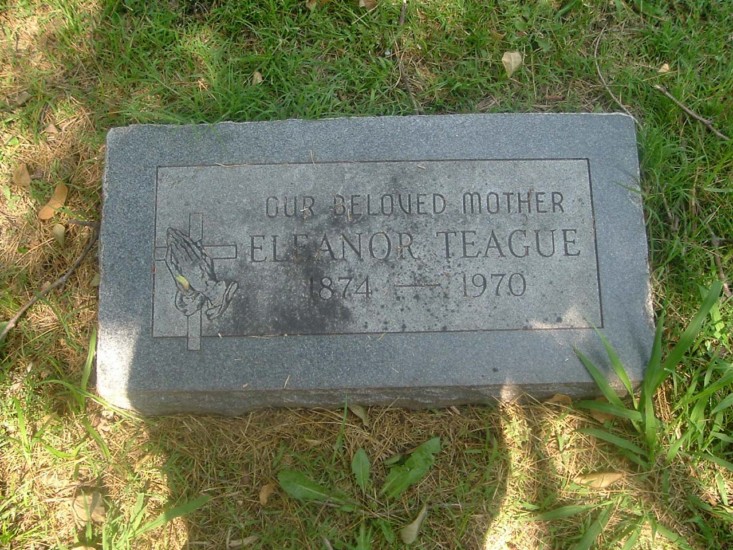 OUR BELOVED MOTHER
ELEANOR TEAGUE
1874 — 1970